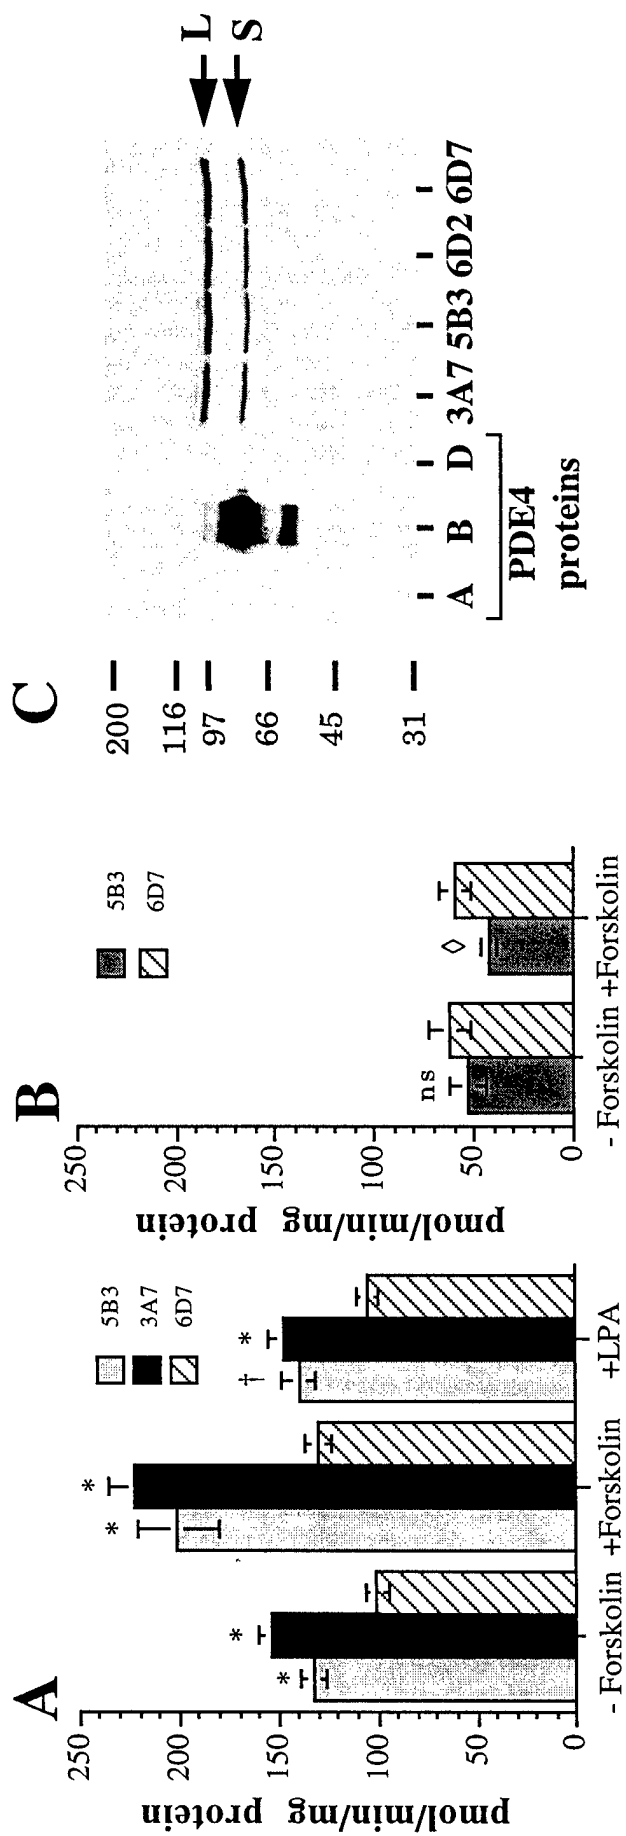 A
pmol/min/mg protein
250
200
150
100
50
0
5B3
3A7
6D7
*
*
*
*
†
*
- Forskolin +Forskolin +LPA
B
pmol/min/mg protein
250
200
150
100
50
0
5B3
6D7
ns
◊
- Forskolin +Forskolin
C
200
116
97
66
45
31
L
S
A B D 3A7 5B3 6D2 6D7
PDE4
proteins